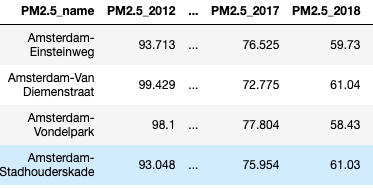 PM2.5_name PM2.5_2012 ... PM2.5_2017 PM2.5_2018
Amsterdam-
Einsteinweg 93.713 ... 76.525 59.73
Amsterdam-Van
Diemenstraat 99.429 ... 72.775 61.04
Amsterdam-
Vondelpark 98.1 ... 77.804 58.43
Amsterdam-
Stadhouderskade 93.048 ... 75.954 61.03